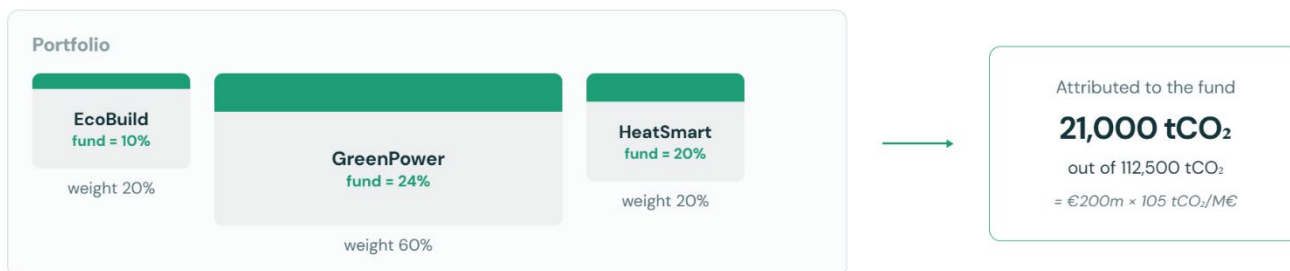 Portfolio
EcoBuild
fund = 10%
weight 20%
GreenPower
fund = 24%
weight 60%
HeatSmart
fund = 20%
weight 20%
Attributed to the fund
21,000 tCO₂
out of 112,500 tCO₂
= €200m × 105 tCO₂/M€